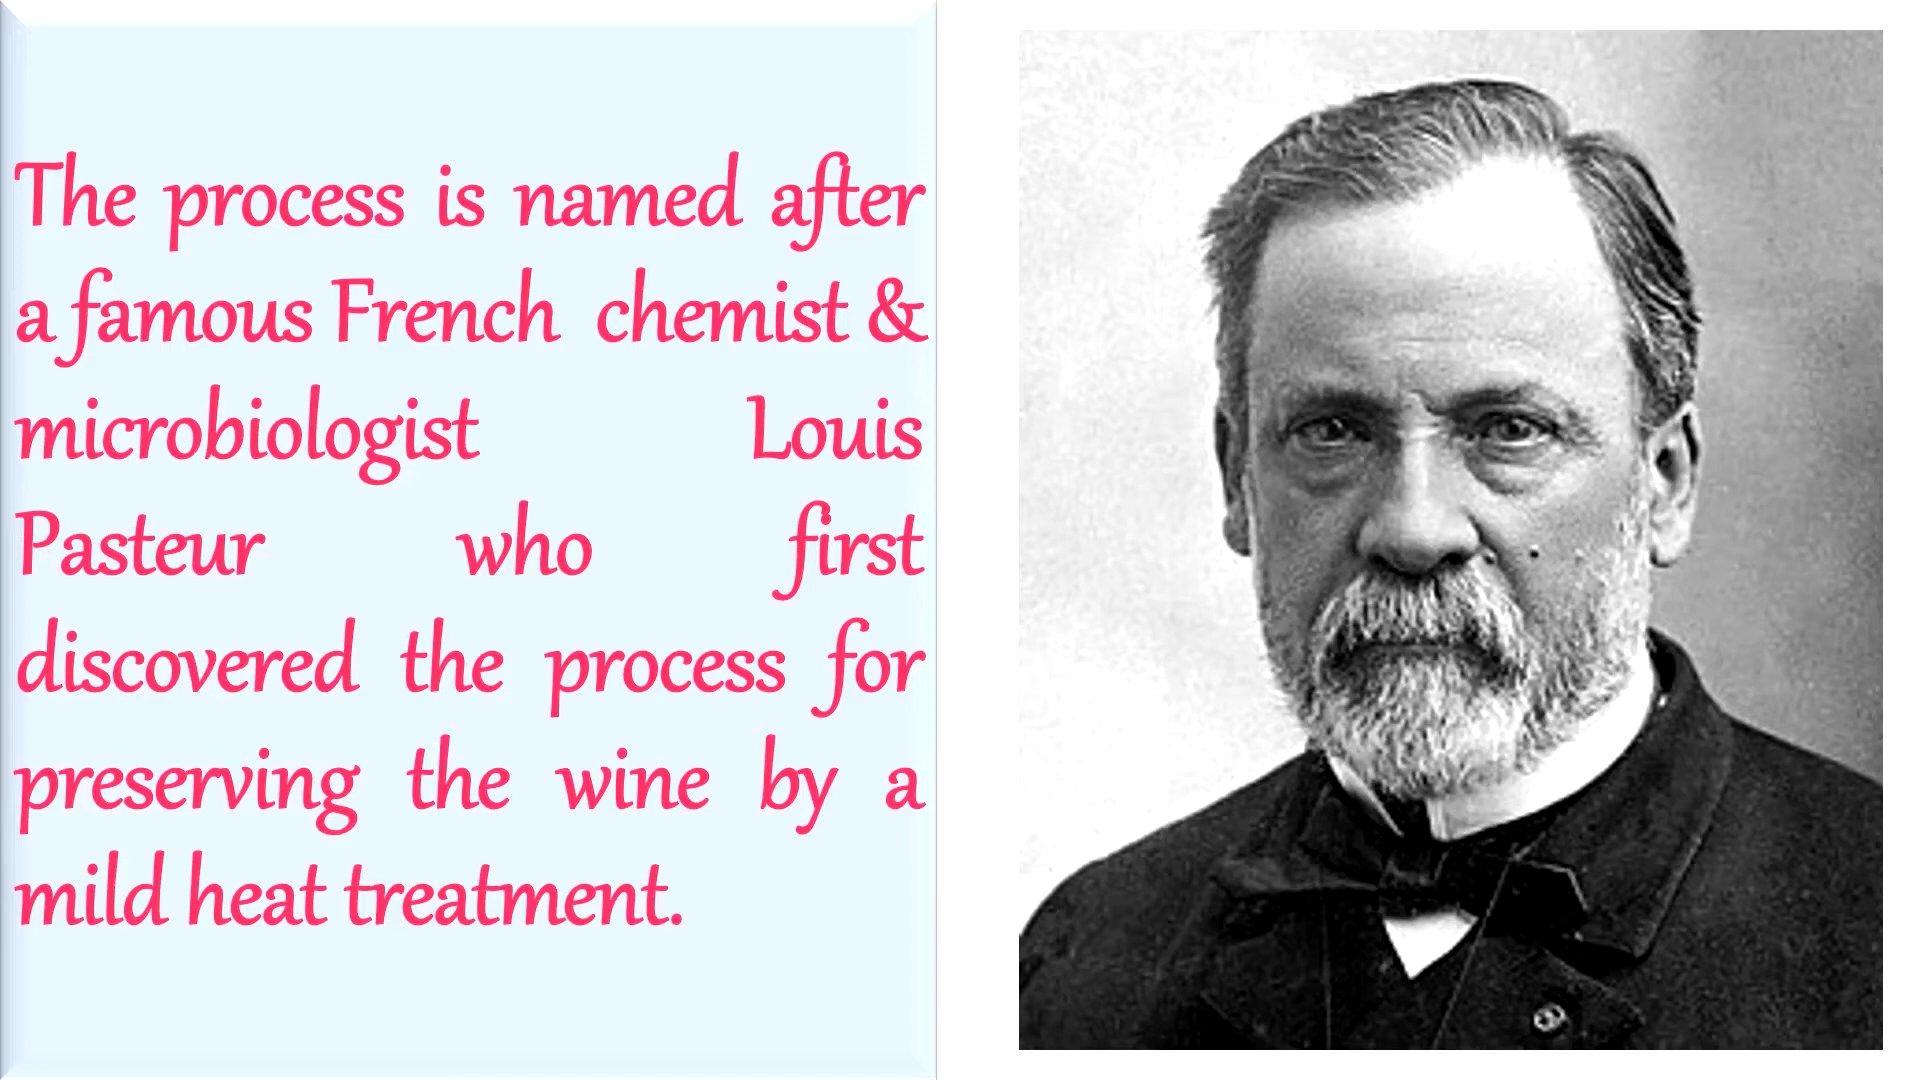 The process is named after
a famous French chemist &
microbiologist Louis
Pasteur who first
discovered the process for
preserving the wine by a
mild heat treatment.